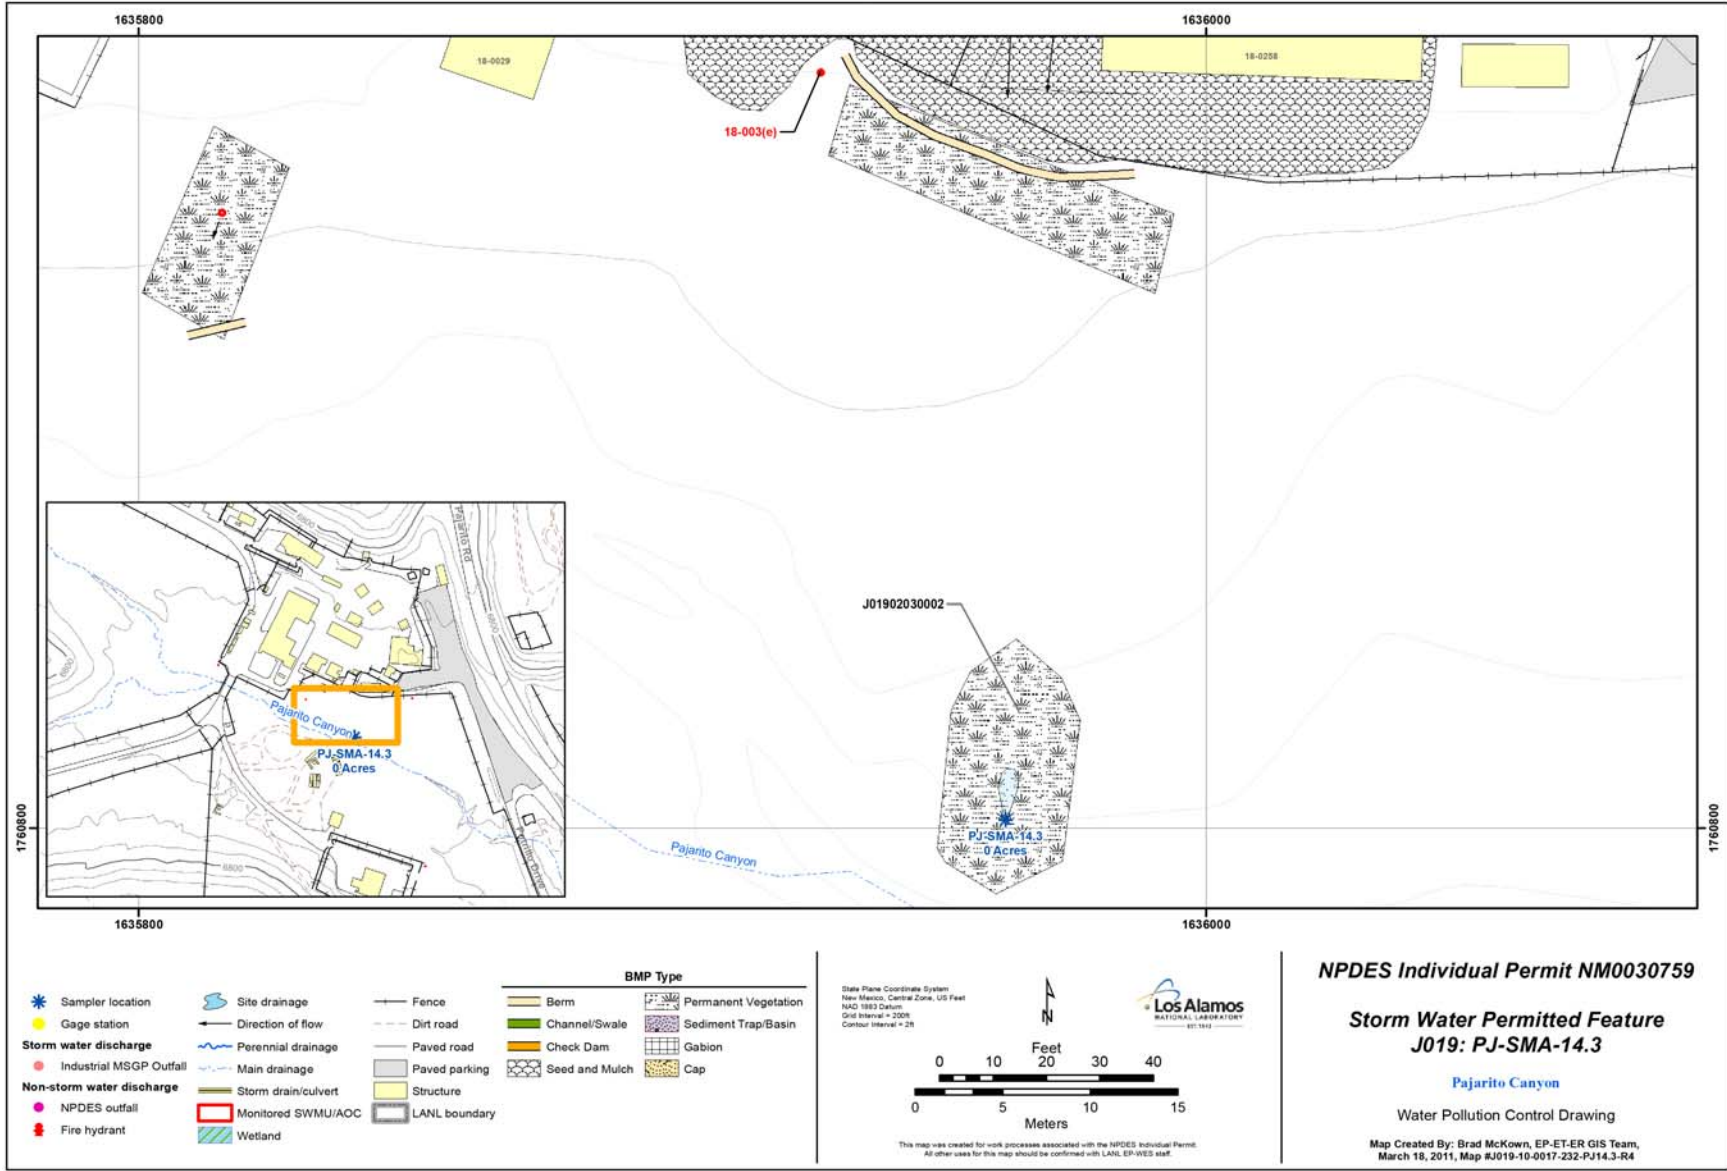 1635800
1636000
18-0029
18-0258
18-003(e)
J01902030002
PJ-SMA-14.3
0 Acres
Pajarito Canyon
1760800
1760800
6800
Pajarito Rd
6800
6800
Pajarito Canyon
PJ-SMA-14.3
0 Acres
6800
1635800
1636000
Sampler location
Gage station
Storm water discharge
Industrial MSGP Outfall
Non-storm water discharge
NPDES outfall
Fire hydrant
Site drainage
Direction of flow
Perennial drainage
Main drainage
Storm drain/culvert
Monitored SWMU/AOC
Wetland
Fence
Dirt road
Paved road
Paved parking
Structure
LANL boundary
BMP Type
Berm
Channel/Swale
Check Dam
Seed and Mulch
Permanent Vegetation
Sediment Trap/Basin
Gabion
Cap
State Plane Coordinate System
New Mexico, Central Zone, US Feet
NAD 1983 Datum
Grid Interval = 200ft
Contour Interval = 2ft
N
Los Alamos
NATIONAL LABORATORY
EST. 1943
Feet
0 10 20 30 40
0 5 10 15
Meters
This map was created for work processes associated with the NPDES Individual Permit.
All other uses for this map should be confirmed with LANL EP-WES staff.
NPDES Individual Permit NM0030759
Storm Water Permitted Feature
J019: PJ-SMA-14.3
Pajarito Canyon
Water Pollution Control Drawing
Map Created By: Brad McKown, EP-ET-ER GIS Team,
March 18, 2011, Map #J019-10-0017-232-PJ14.3-R4